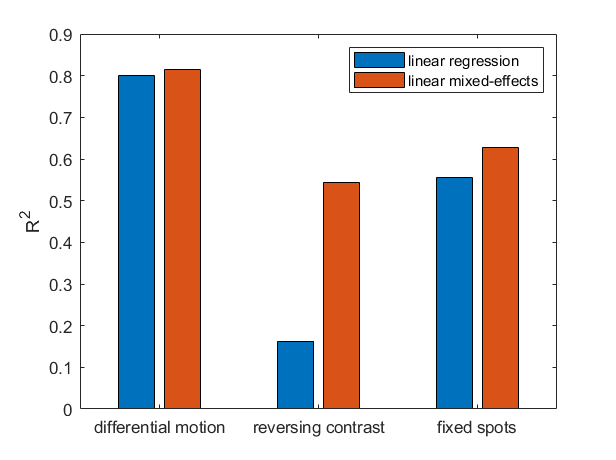 linear regression
linear mixed-effects
0.9
0.8
0.7
0.6
0.5
0.4
0.3
0.2
0.1
0
R²
differential motion
reversing contrast
fixed spots